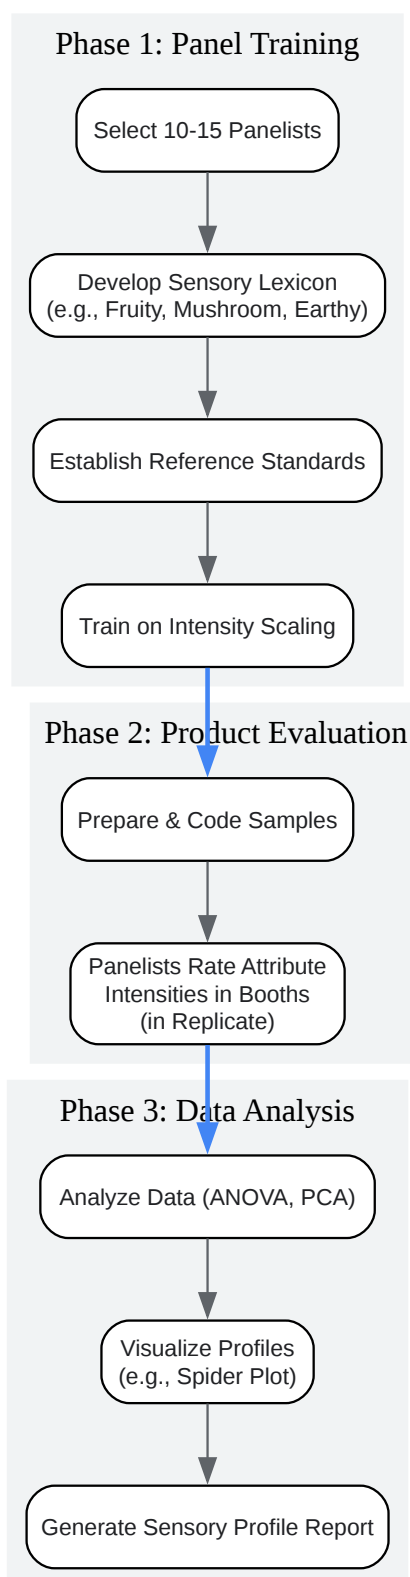 Phase 1: Panel Training
Select 10-15 Panelists
Develop Sensory Lexicon
(e.g., Fruity, Mushroom, Earthy)
Establish Reference Standards
Train on Intensity Scaling
Phase 2: Product Evaluation
Prepare & Code Samples
Panelists Rate Attribute
Intensities in Booths
(in Replicate)
Phase 3: Data Analysis
Analyze Data (ANOVA, PCA)
Visualize Profiles
(e.g., Spider Plot)
Generate Sensory Profile Report